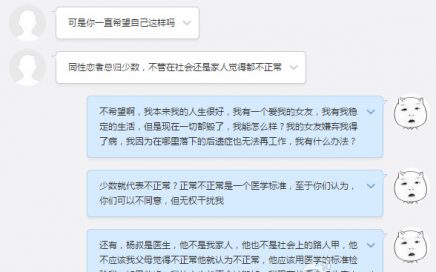 可是你一直希望自己这样吗
同性恋者总归少数，不管在社会还是家人觉得都不正常
不希望啊，我本来我的人生很好，我有一个爱我的女友，我有我稳
定的生活，但是现在一切都毁了，我能怎么样？我的女友嫌弃我得
了病，我因为在哪里落下的后遗症也无法再工作，我有什么办法？
少数就代表不正常？正常不正常是一个医学标准，至于你们认为，
你们可以不同意，但无权干扰我
还有，杨叔是医生，他不是我家人，他也不是社会上的路人甲，他
不应该我父母觉得不正常他就认为不正常，他应该用医学的标准检